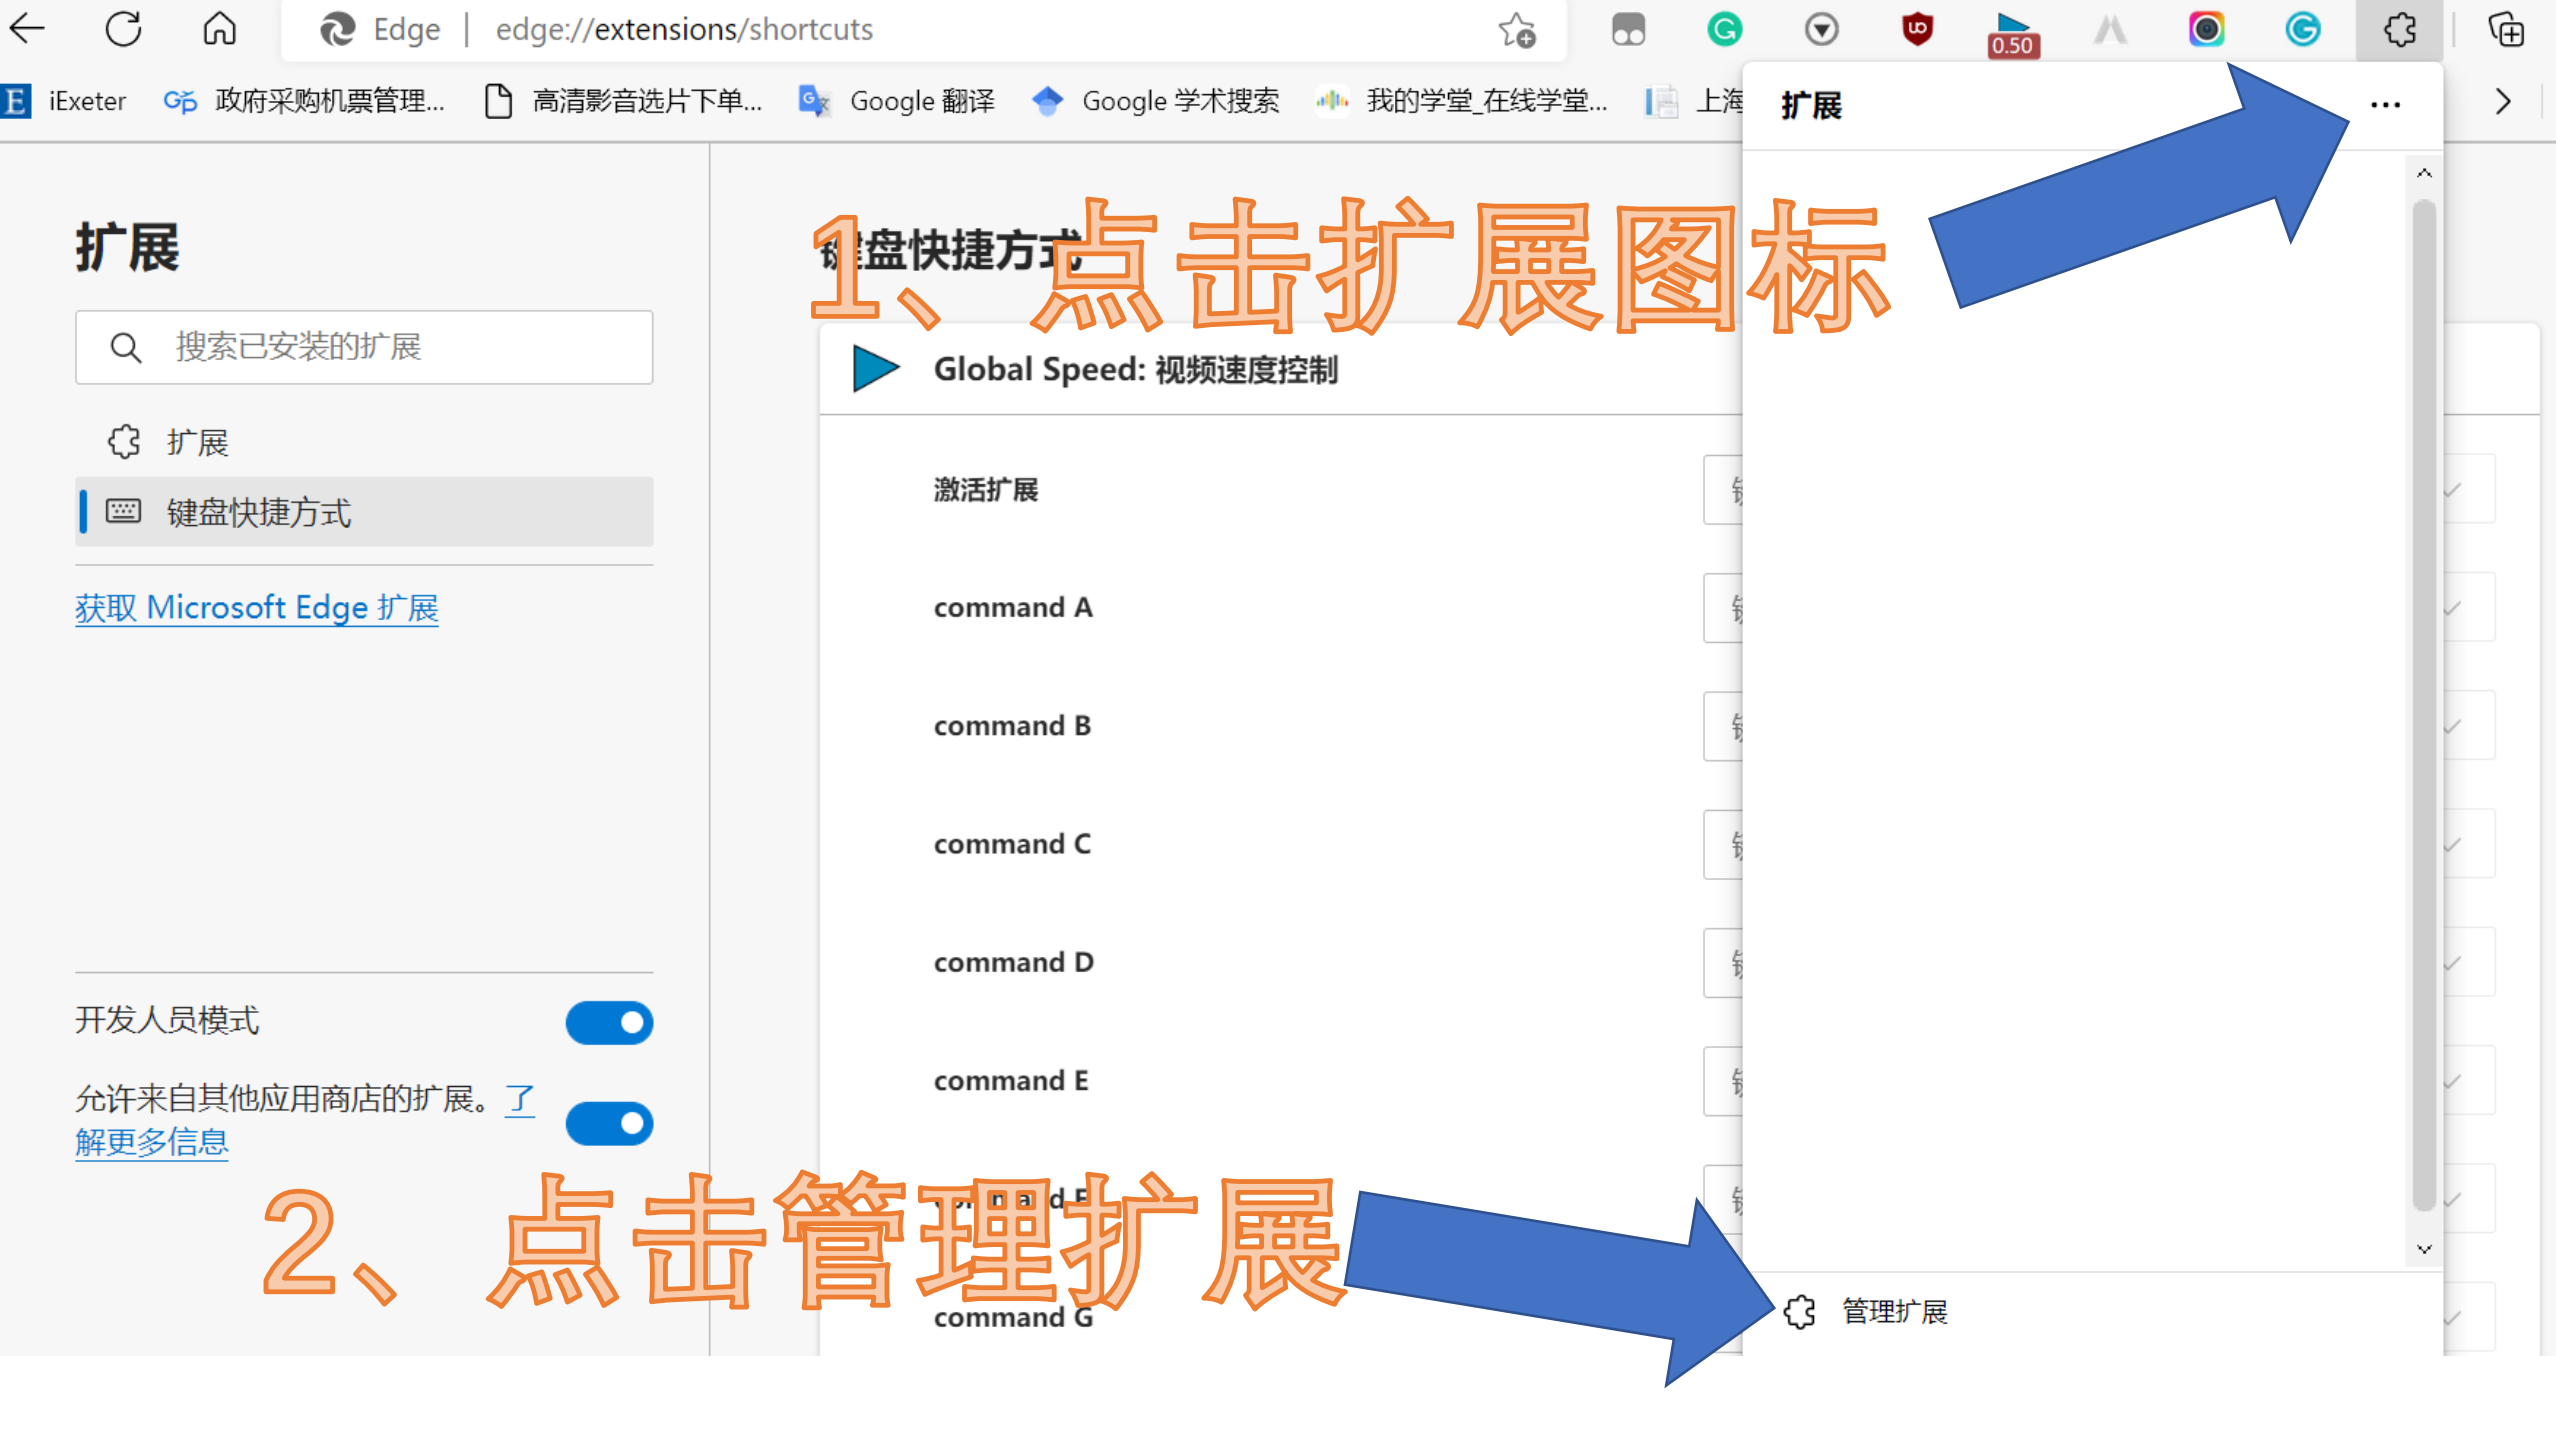 Edge | edge://extensions/shortcuts
0.50
iExeter 政府采购机票管理... 高清影音选片下单... Google 翻译 Google 学术搜索 我的学堂_在线学堂... 上海
扩展 ...
扩展
键盘快捷方式
1、点击扩展图标
搜索已安装的扩展
Global Speed: 视频速度控制
扩展
键盘快捷方式
激活扩展
获取 Microsoft Edge 扩展
command A
command B
command C
command D
开发人员模式
command E
允许来自其他应用商店的扩展。了
解更多信息
2、点击管理扩展
command G
管理扩展